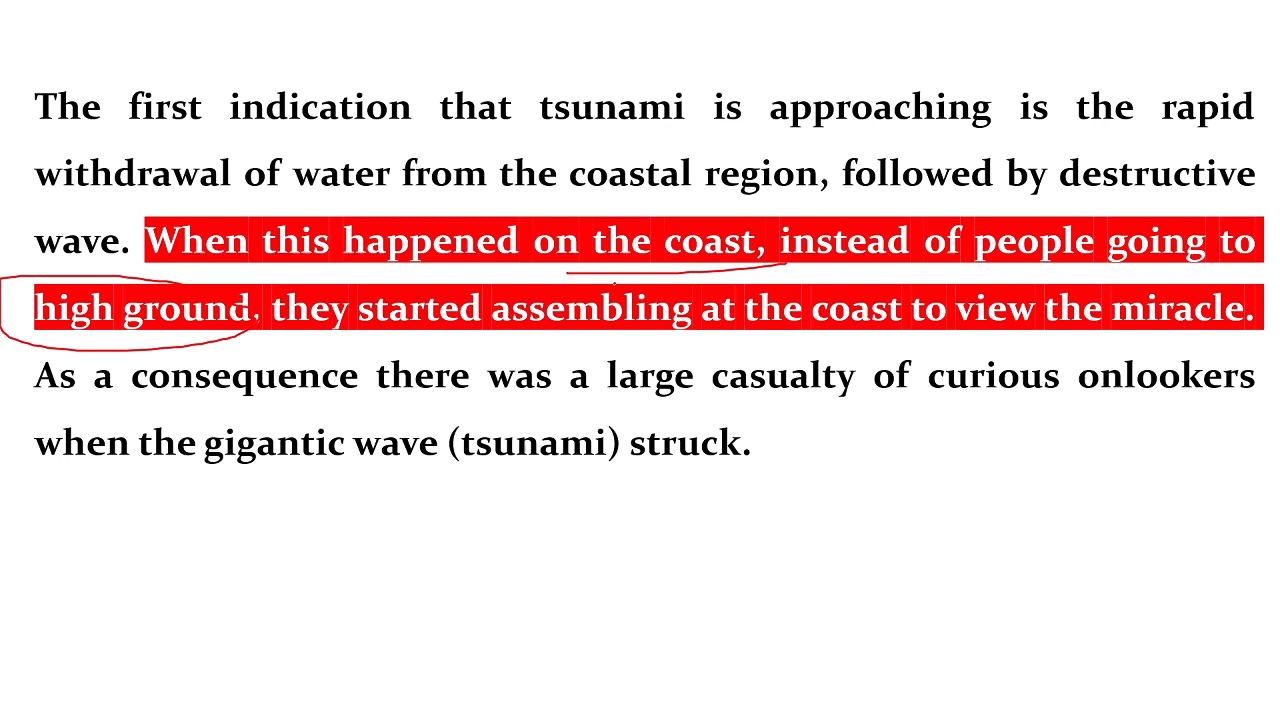 The first indication that tsunami is approaching is the rapid
withdrawal of water from the coastal region, followed by destructive
wave. When this happened on the coast, instead of people going to
high ground, they started assembling at the coast to view the miracle.
As a consequence there was a large casualty of curious onlookers
when the gigantic wave (tsunami) struck.